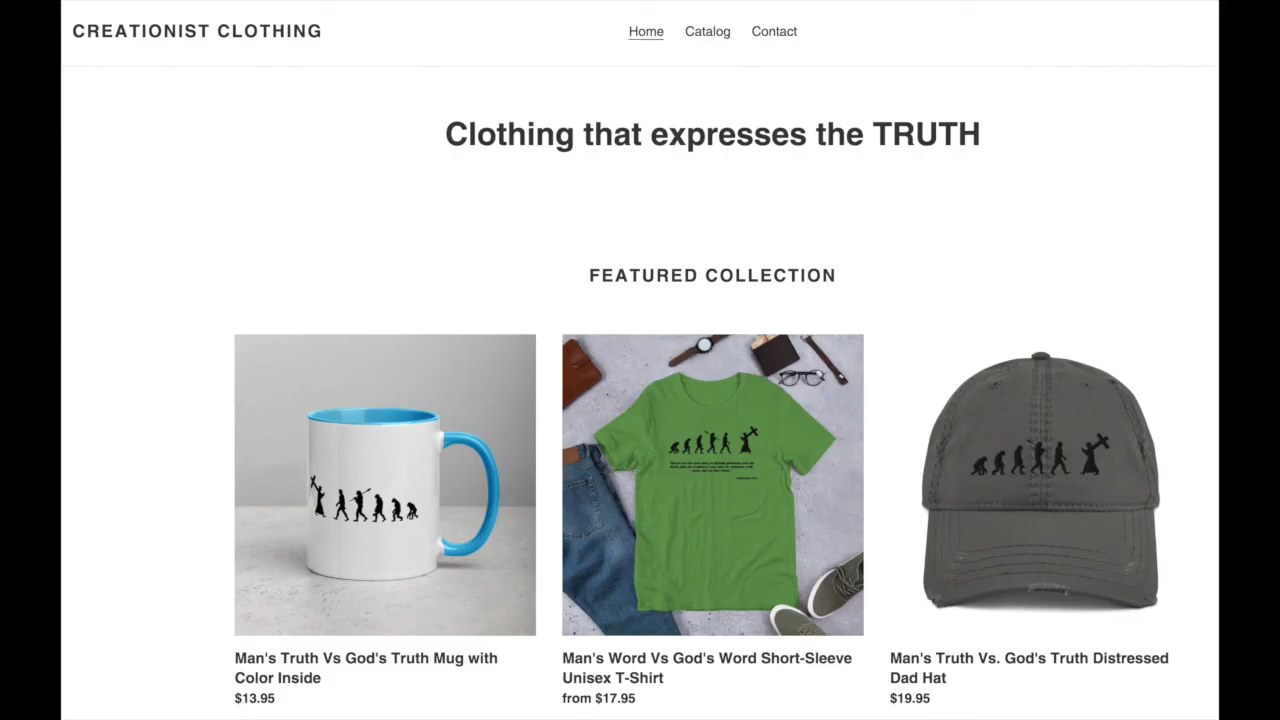 CREATIONIST CLOTHING
Home Catalog Contact
Clothing that expresses the TRUTH
FEATURED COLLECTION
Man's Truth Vs God's Truth Mug with
Color Inside
$13.95
Man's Word Vs God's Word Short-Sleeve
Unisex T-Shirt
from $17.95
Man's Truth Vs. God's Truth Distressed
Dad Hat
$19.95